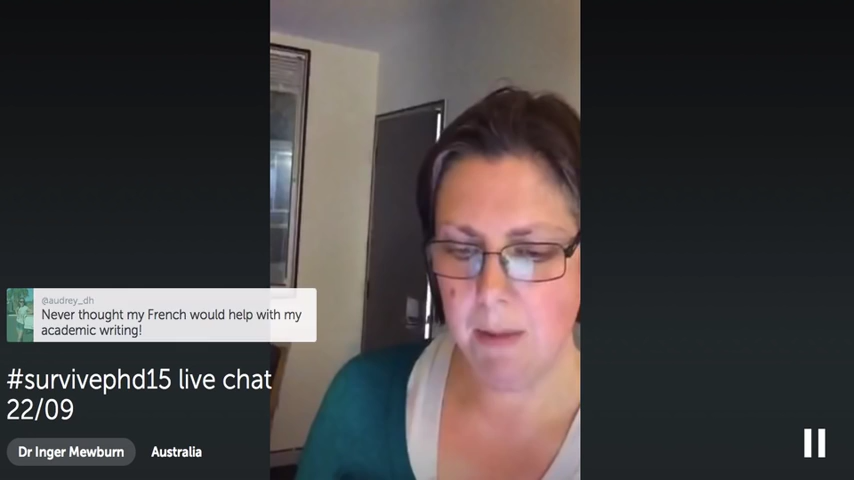 @audrey_dh
Never thought my French would help with my
academic writing!
#survivephd15 live chat
22/09
Dr Inger Mewburn
Australia